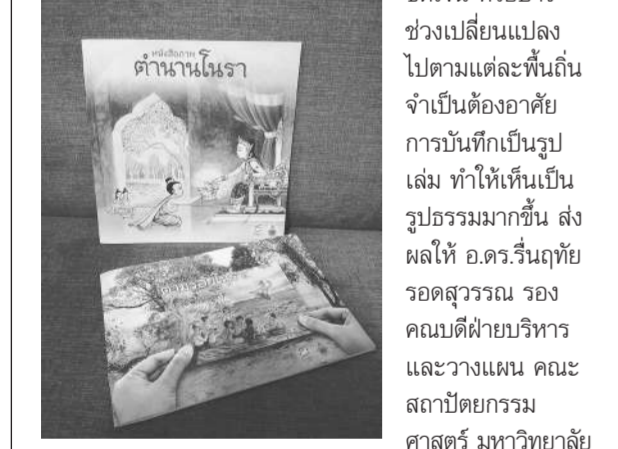 หนังสือภาพ
ตำนานโนรา
ช่วงเปลี่ยนแปลง
ไปตามแต่ละพื้นถิ่น
จำเป็นต้องอาศัย
การบันทึกเป็นรูป
เล่ม ทำให้เห็นเป็น
รูปธรรมมากขึ้น ส่ง
ผลให้ อ.ดร.รื่นฤทัย
รอดสุวรรณ รอง
คณบดีฝ่ายบริหาร
และวางแผน คณะ
สถาปัตยกรรม
ศาสตร์ มหาวิทยาลัย